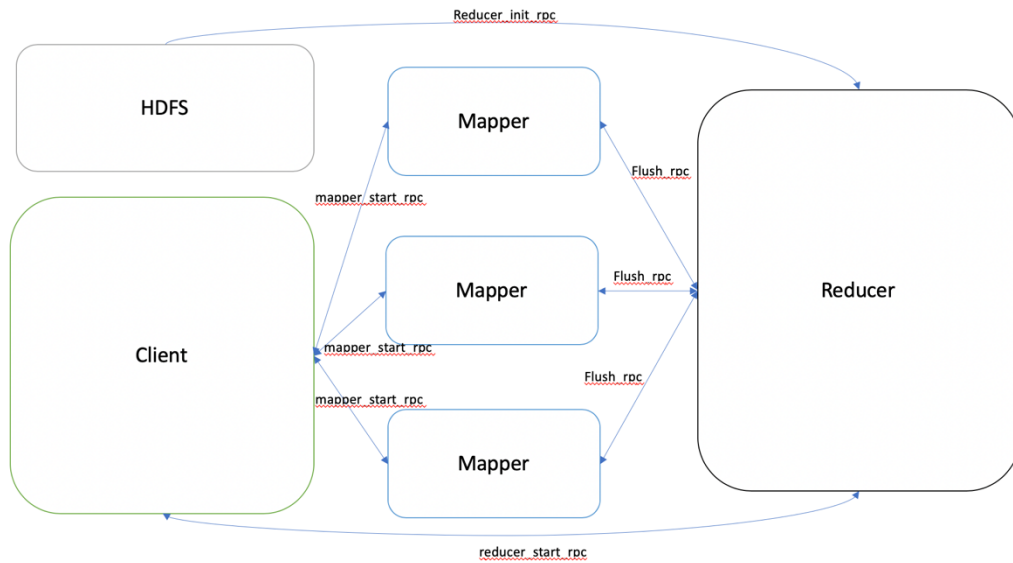 Reducer_init_rpc
HDFS
Mapper
Flush_rpc
mapper_start_rpc
Flush_rpc
Mapper
Reducer
mapper_start_rpc
Client
Flush_rpc
mapper_start_rpc
Mapper
reducer_start_rpc